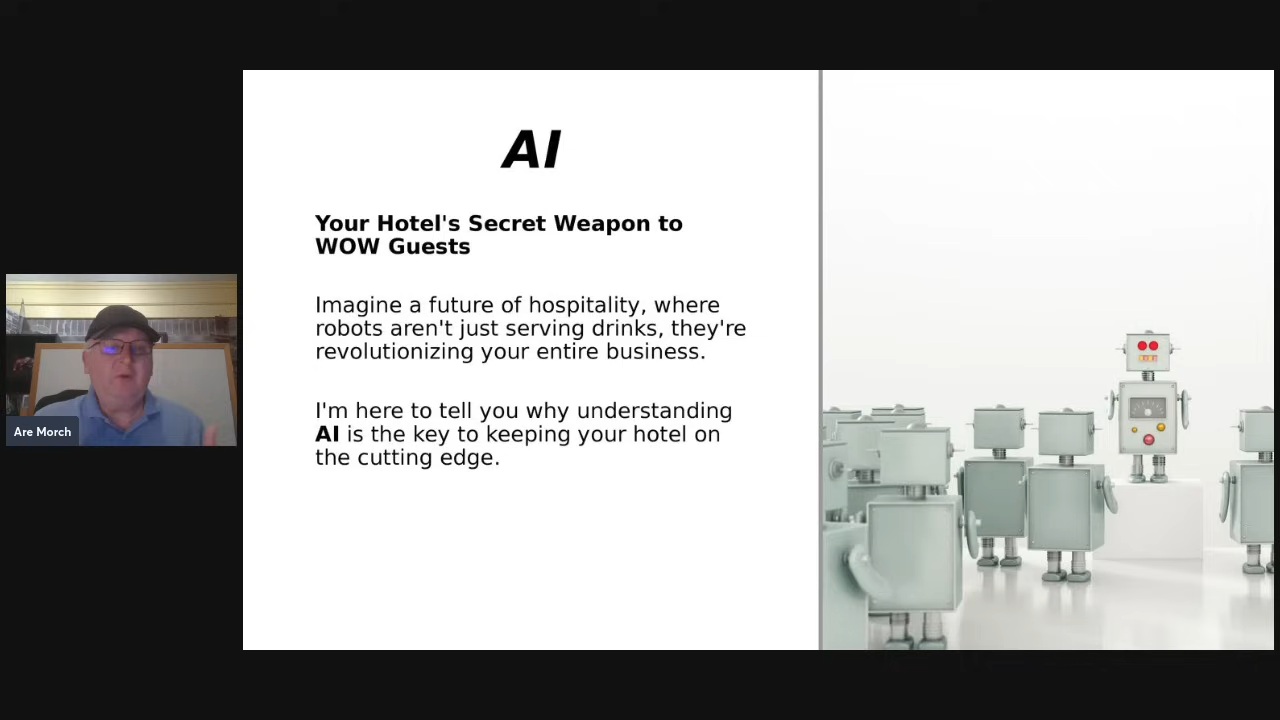 AI
Your Hotel's Secret Weapon to
WOW Guests
Imagine a future of hospitality, where
robots aren't just serving drinks, they're
revolutionizing your entire business.
I'm here to tell you why understanding
AI is the key to keeping your hotel on
the cutting edge.
Are Morch